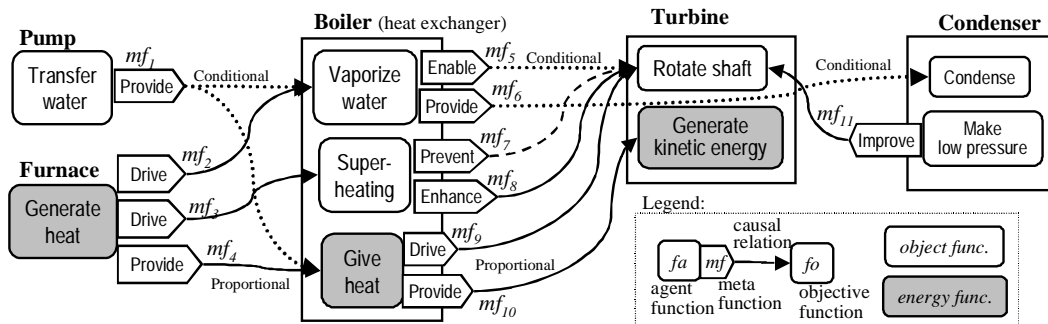 Pump
Transfer
water
Provide
mf1
Conditional
Furnace
Generate
heat
Drive
mf2
Drive
mf3
Provide
mf4
Proportional
Boiler (heat exchanger)
Vaporize
water
Enable
mf5
Conditional
Provide
mf6
Super-
heating
Prevent
mf7
Enhance
mf8
Give
heat
Drive
mf9
Proportional
Provide
mf10
Turbine
Rotate shaft
Generate
kinetic energy
Condenser
Conditional
Condense
mf11
Improve
Make
low pressure
Legend:
causal
relation
fa
mf
fo
agent
function
meta
function
objective
function
object func.
energy func.